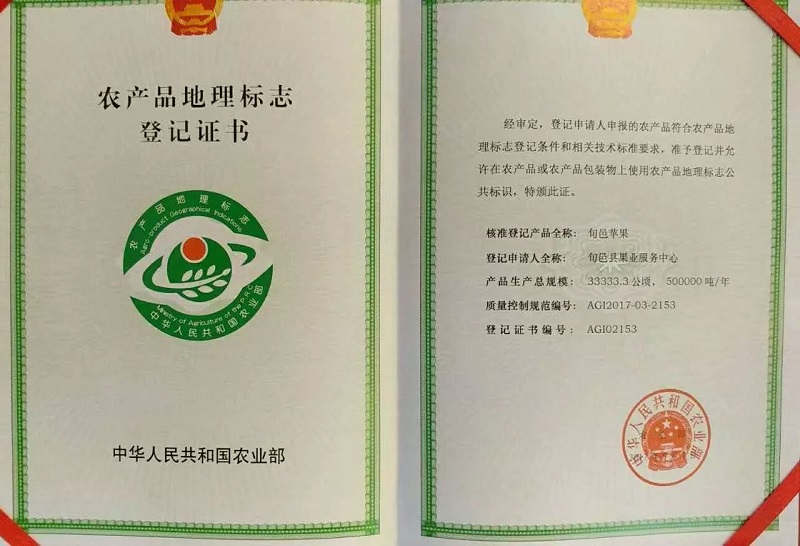 农产品地理标志
登记证书
农产品地理标志
Agro-product Geographical Indications
Ministry of Agriculture of the P.R.C
中华人民共和国农业部
中华人民共和国农业部
经审定，登记申请人申报的农产品符合农产品地
理标志登记条件和相关技术标准要求，准予登记并允
许在农产品或农产品包装物上使用农产品地理标志公
共标识，特颁此证。
核准登记产品全称： 旬邑苹果
登记申请人全称： 旬邑县果业服务中心
产品生产总规模： 33333.3公顷， 500000吨/年
质量控制规范编号： AGI2017-03-2153
登记证书编号： AGI02153
中华人民共和国农业部